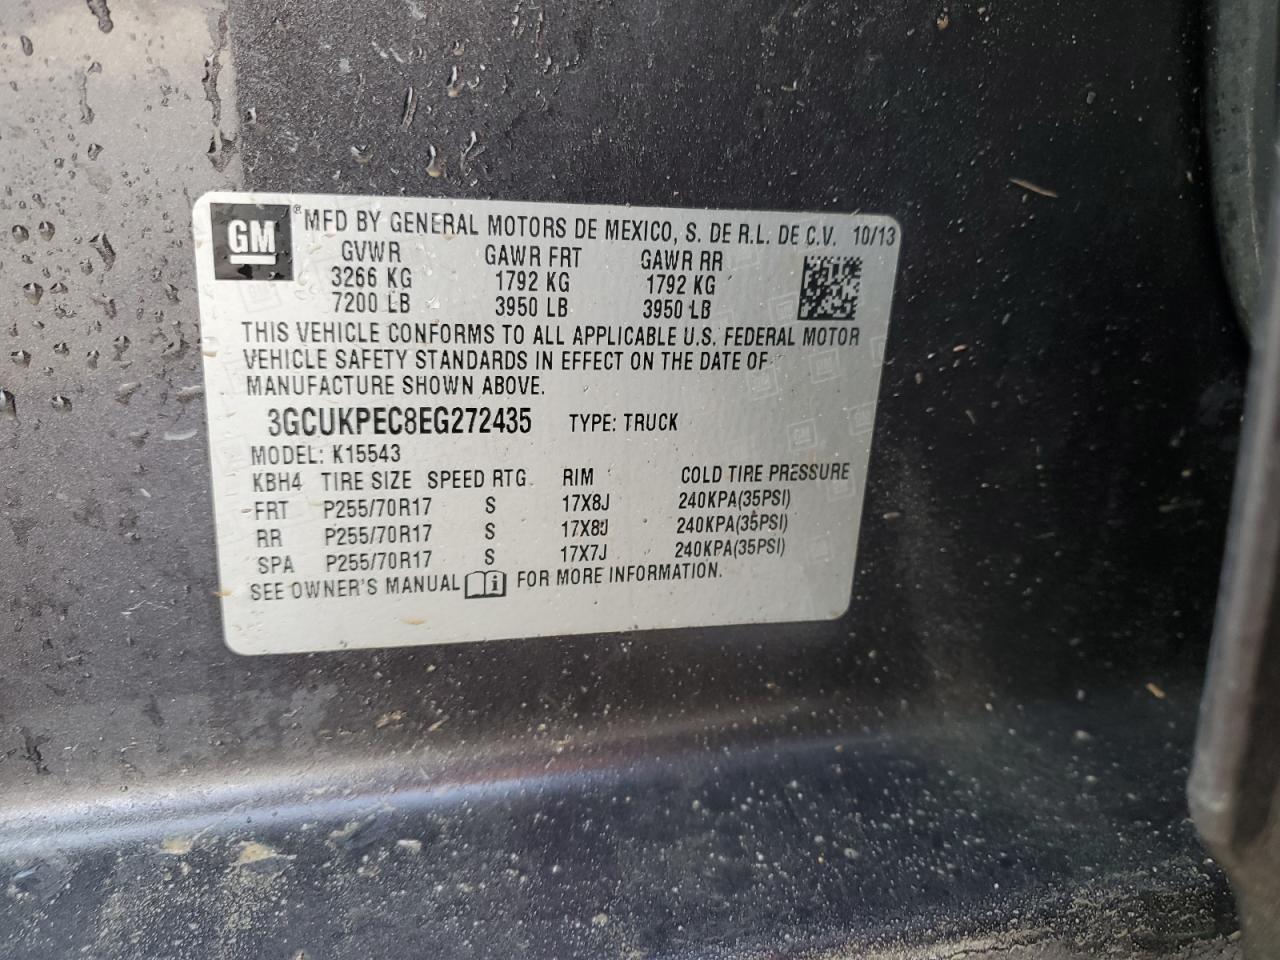 GM ® MFD BY GENERAL MOTORS DE MEXICO, S. DE R.L. DE C.V. 10/13
GVWR GAWR FRT GAWR RR
3266 KG 1792 KG 1792 KG
7200 LB 3950 LB 3950 LB
THIS VEHICLE CONFORMS TO ALL APPLICABLE U.S. FEDERAL MOTOR
VEHICLE SAFETY STANDARDS IN EFFECT ON THE DATE OF
MANUFACTURE SHOWN ABOVE.
3GCUKPEC8EG272435 TYPE: TRUCK
MODEL: K15543
KBH4 TIRE SIZE SPEED RTG RIM COLD TIRE PRESSURE
FRT P255/70R17 S 17X8J 240KPA(35PSI)
RR P255/70R17 S 17X8J 240KPA(35PSI)
SPA P255/70R17 S 17X7J 240KPA(35PSI)
SEE OWNER'S MANUAL i FOR MORE INFORMATION.